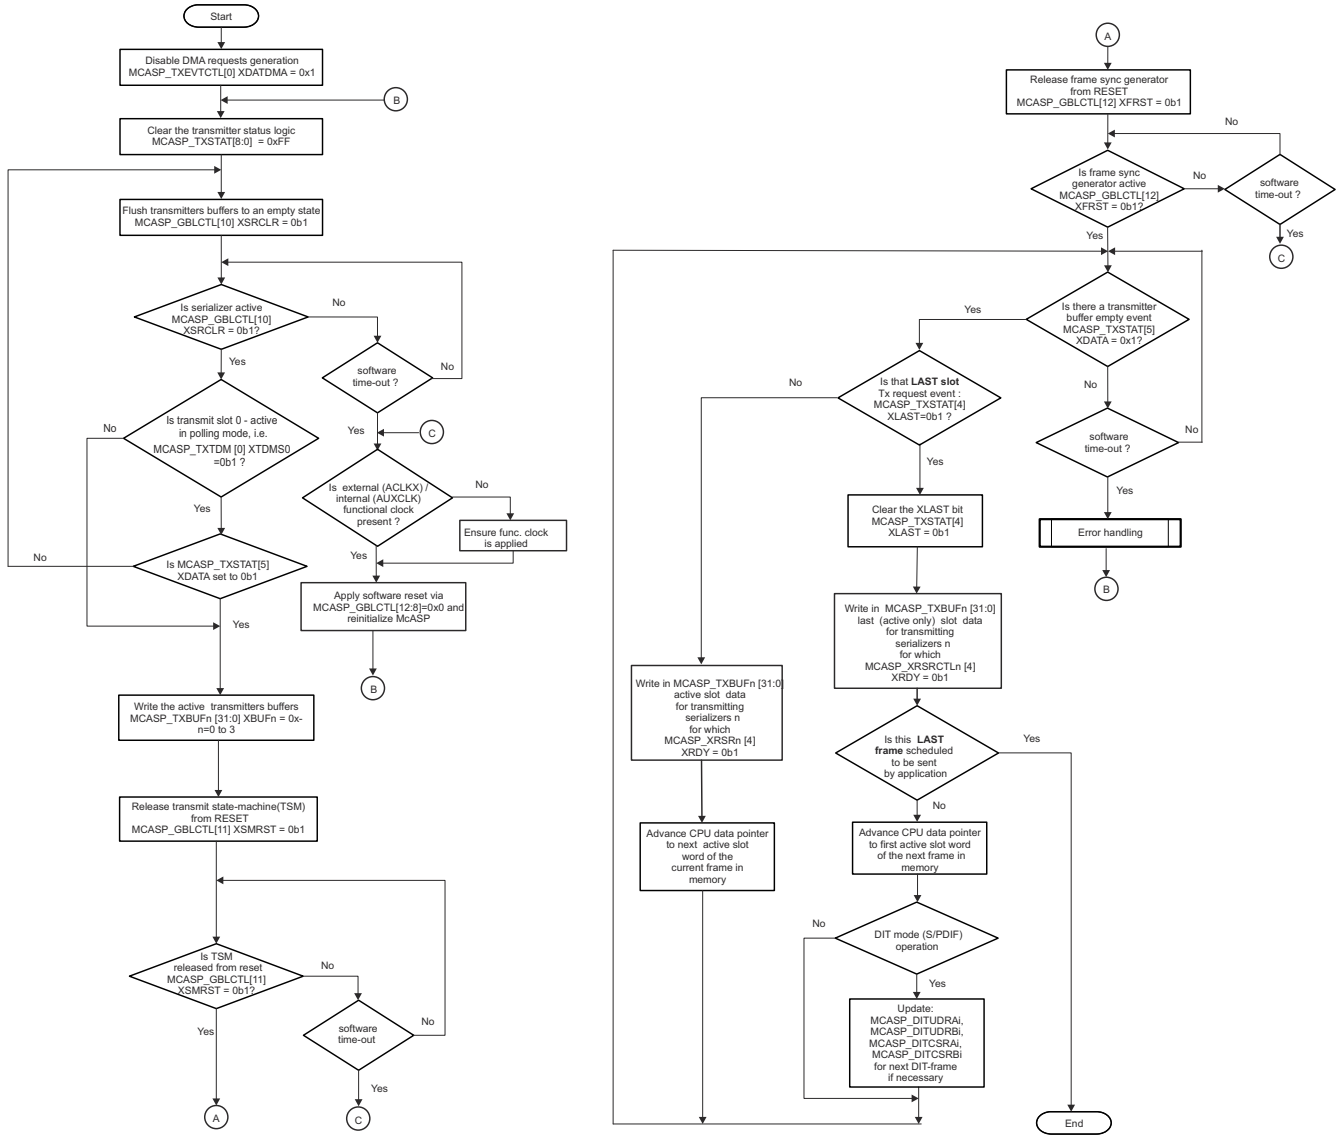 Start
Disable DMA requests generation
MCASP_TXEVTCTL[0] XDATDMA = 0x1
B
Clear the transmitter status logic
MCASP_TXSTAT[8:0] = 0xFF
Flush transmitters buffers to an empty state
MCASP_GBLCTL[10] XSRCLR = 0b1
Is serializer active
MCASP_GBLCTL[10]
XSRCLR = 0b1?
No
Yes
software
time-out ?
No
Yes
C
Is transmit slot 0 - active
in polling mode, i.e.
MCASP_TXTDM [0] XTDMS0
=0b1 ?
No
Yes
Is external (ACLKX) /
internal (AUXCLK)
functional clock
present ?
No
Ensure func. clock
is applied
Yes
Is MCASP_TXSTAT[5]
XDATA set to 0b1
No
Yes
Apply software reset via
MCASP_GBLCTL[12:8]=0x0 and
reinitialize McASP
B
Write the active transmitters buffers
MCASP_TXBUFn [31:0] XBUFn = 0x-
n=0 to 3
Release transmit state-machine(TSM)
from RESET
MCASP_GBLCTL[11] XSMRST = 0b1
Is TSM
released from reset
MCASP_GBLCTL[11]
XSMRST = 0b1?
No
Yes
software
time-out
No
Yes
A
C
A
Release frame sync generator
from RESET
MCASP_GBLCTL[12] XFRST = 0b1
No
Is frame sync
generator active
MCASP_GBLCTL[12]
XFRST = 0b1?
No
software
time-out ?
Yes
Yes
C
Is there a transmitter
buffer empty event
MCASP_TXSTAT[5]
XDATA = 0x1?
Yes
No
software
time-out ?
No
Yes
Error handling
B
Is that LAST slot
Tx request event :
MCASP_TXSTAT[4]
XLAST=0b1 ?
No
Yes
Clear the XLAST bit
MCASP_TXSTAT[4]
XLAST = 0b1
Write in MCASP_TXBUFn [31:0]
last (active only) slot data
for transmitting
serializers n
for which
MCASP_XRSRCTLn [4]
XRDY = 0b1
Write in MCASP_TXBUFn [31:0]
active slot data
for transmitting
serializers n
for which
MCASP_XRSRn [4]
XRDY = 0b1
Is this LAST
frame scheduled
to be sent
by application
Yes
No
Advance CPU data pointer
to next active slot
word of the
current frame in
memory
Advance CPU data pointer
to first active slot word
of the next frame in
memory
DIT mode (S/PDIF)
operation
No
Yes
Update:
MCASP_DITUDRAi,
MCASP_DITUDRBi,
MCASP_DITCSRAi,
MCASP_DITCSRBi
for next DIT-frame
if necessary
End